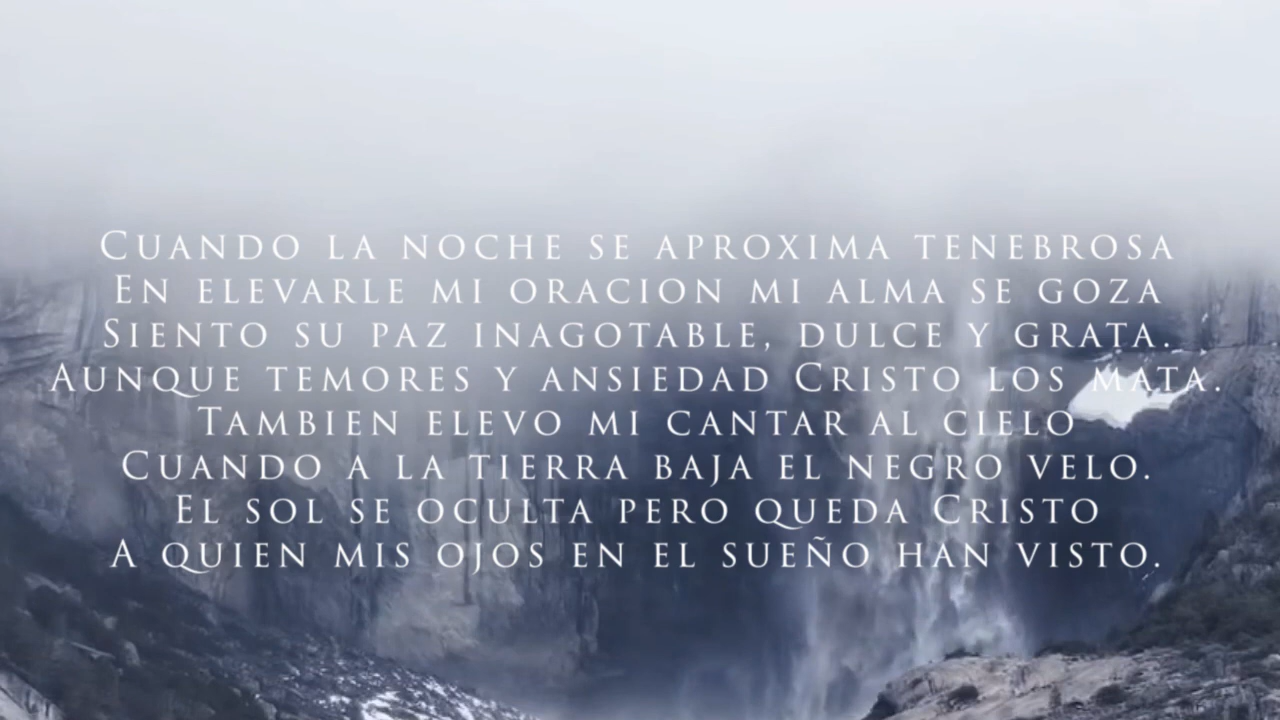 Cuando la noche se aproxima tenebrosa
En elevarle mi oracion mi alma se goza
Siento su paz inagotable, dulce y grata.
Aunque temores y ansiedad Cristo los mata.
Tambien elevo mi cantar al cielo
Cuando a la tierra baja el negro velo.
El sol se oculta pero queda Cristo
A quien mis ojos en el sueño han visto.